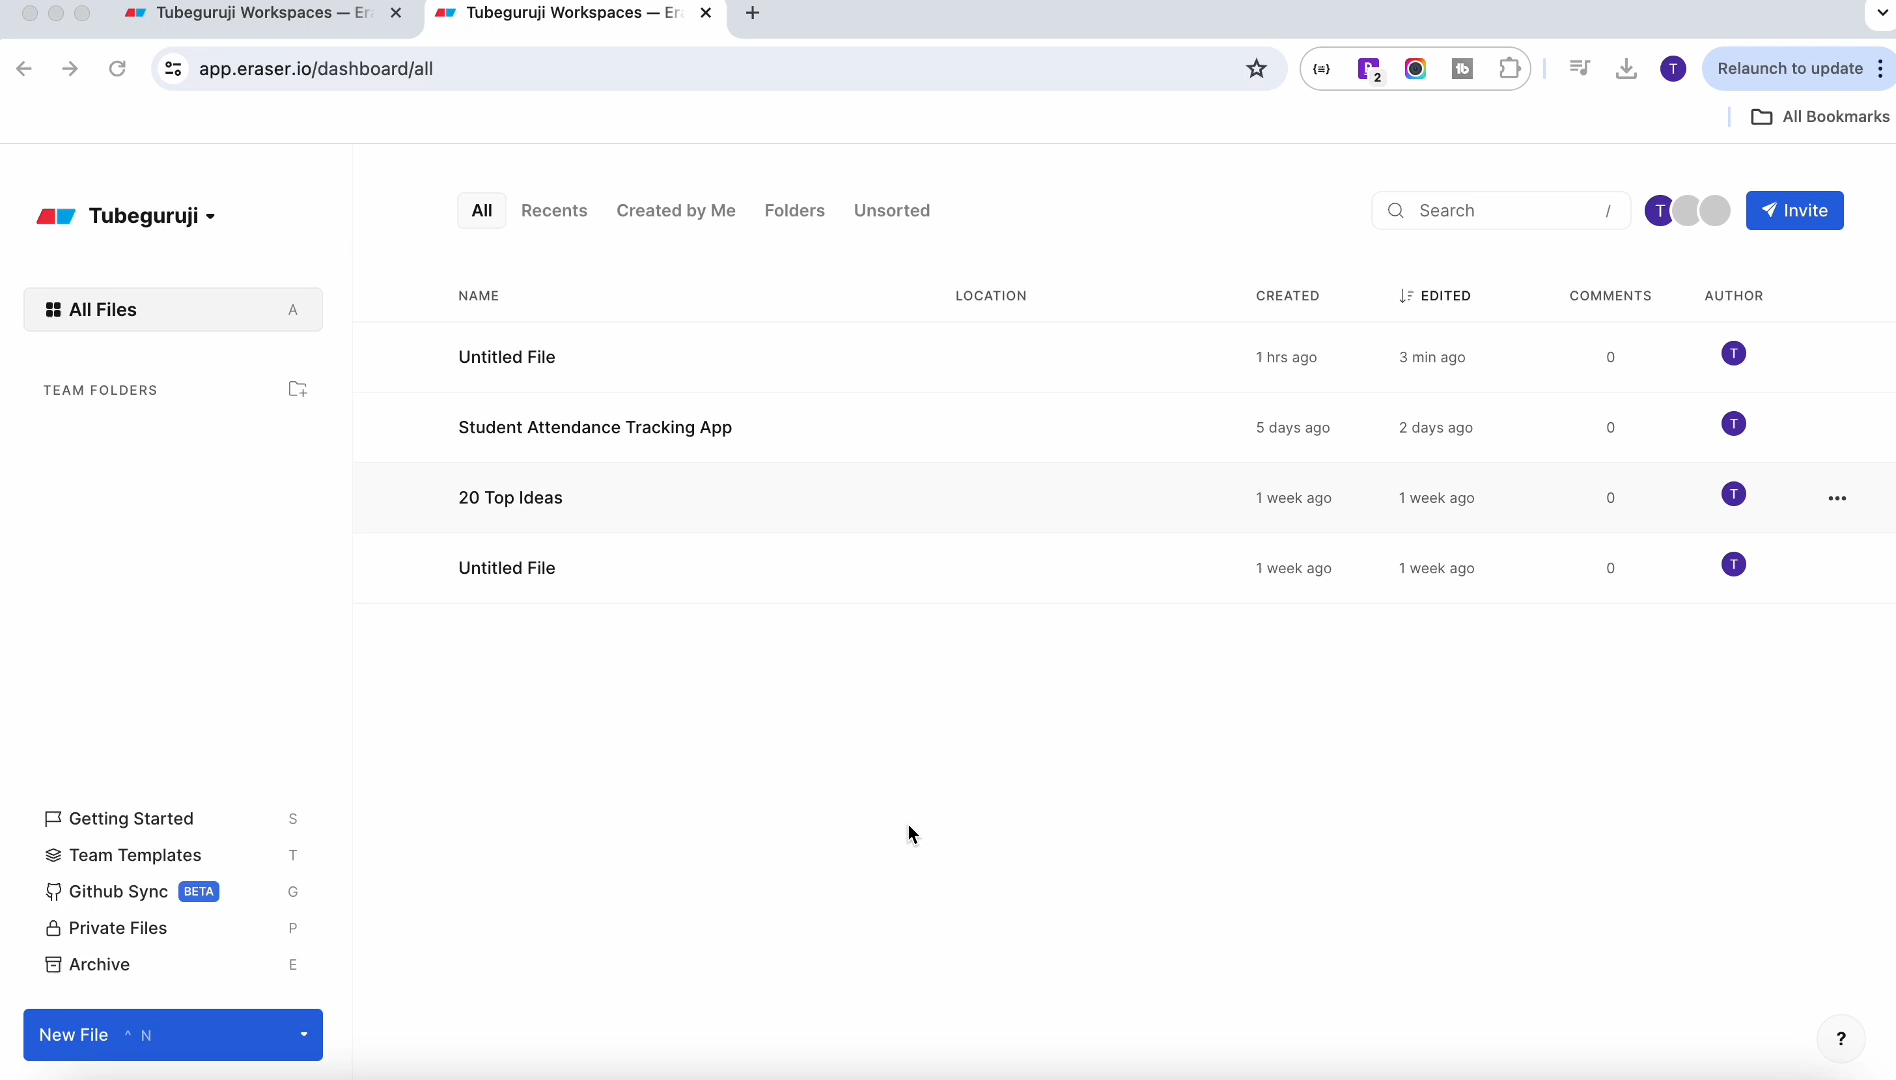 Tubeguruji Workspaces — Er
Tubeguruji Workspaces — Er
app.eraser.io/dashboard/all
2
tb
T
Relaunch to update
All Bookmarks
Tubeguruji
All Recents Created by Me Folders Unsorted
Search /
T
Invite
All Files A
TEAM FOLDERS
NAME LOCATION CREATED EDITED COMMENTS AUTHOR
Untitled File 1 hrs ago 3 min ago 0 T
Student Attendance Tracking App 5 days ago 2 days ago 0 T
20 Top Ideas 1 week ago 1 week ago 0 T
Untitled File 1 week ago 1 week ago 0 T
Getting Started S
Team Templates T
Github Sync BETA G
Private Files P
Archive E
New File ^ N
?